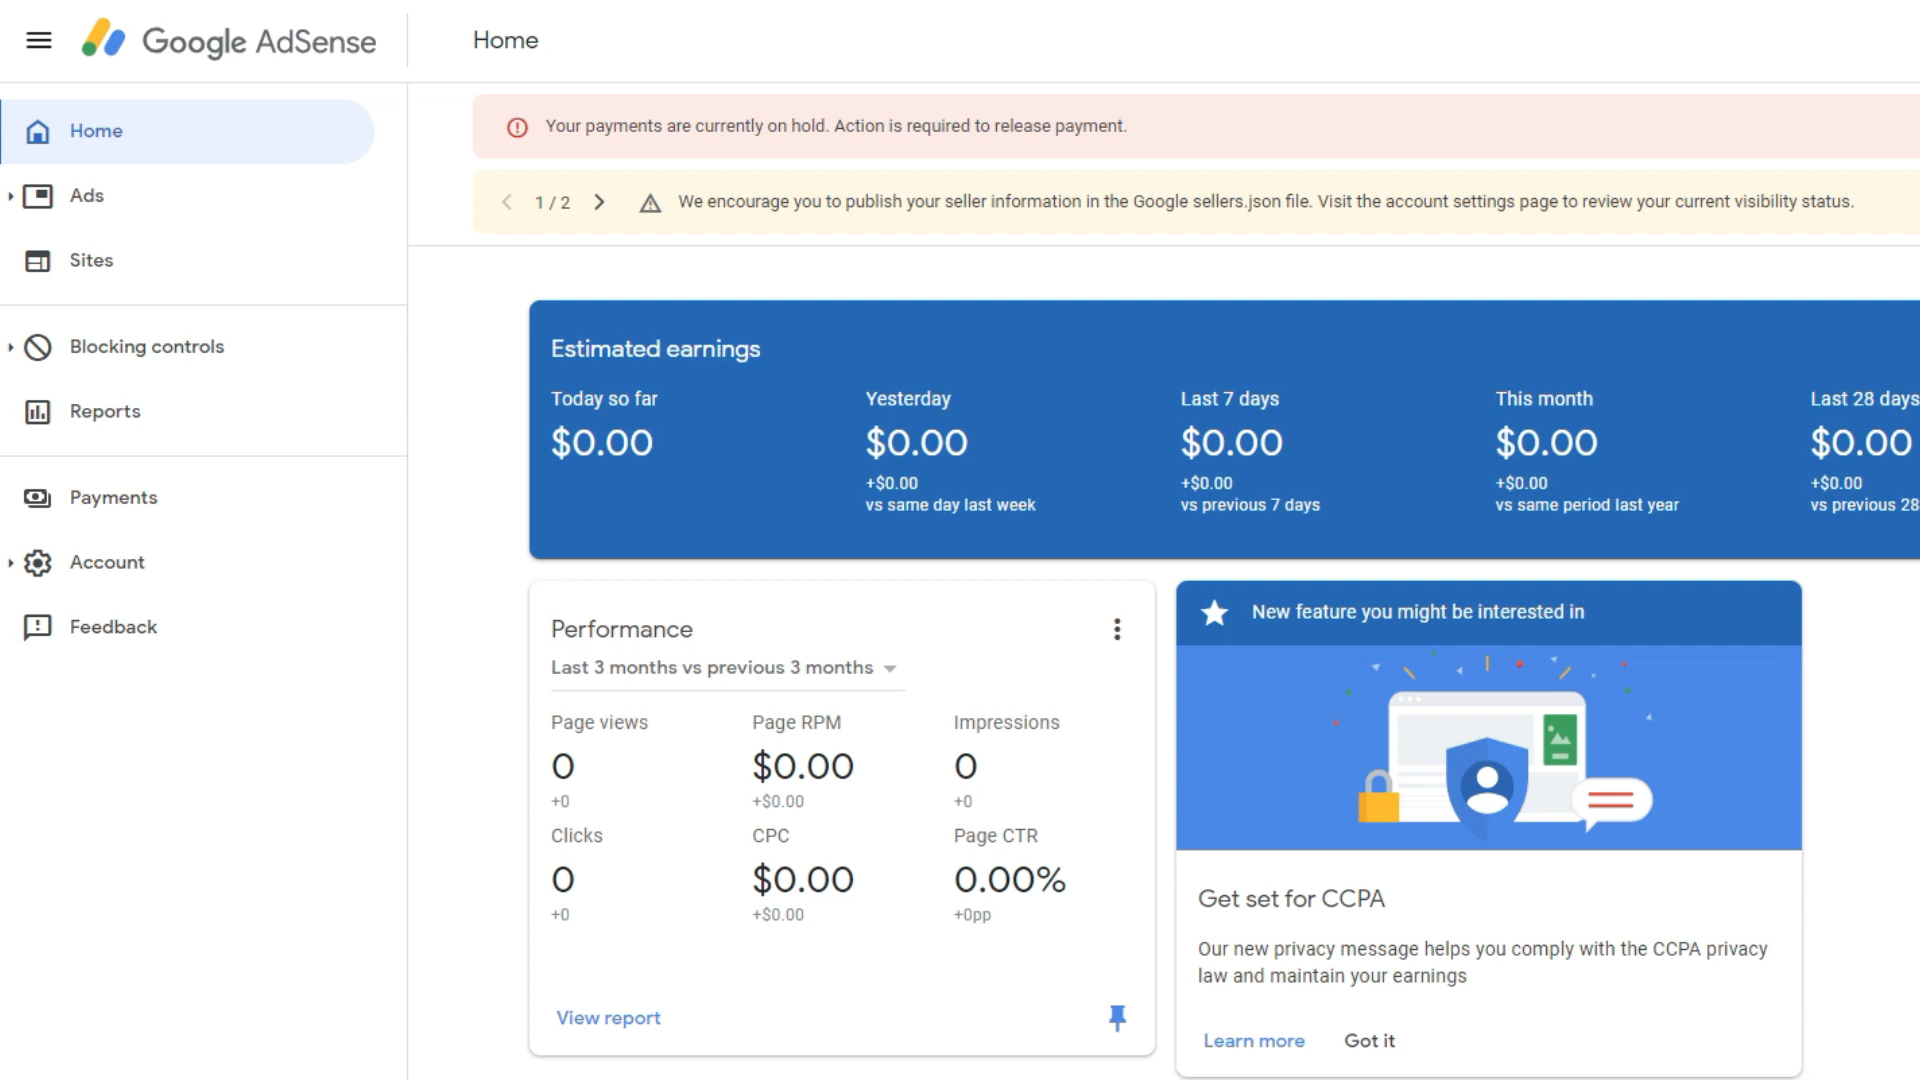 Google AdSense
Home
Home
Ads
Sites
Blocking controls
Reports
Payments
Account
Feedback
Your payments are currently on hold. Action is required to release payment.
1 / 2
We encourage you to publish your seller information in the Google sellers.json file. Visit the account settings page to review your current visibility status.
Estimated earnings
Today so far
$0.00
Yesterday
$0.00
+$0.00
vs same day last week
Last 7 days
$0.00
+$0.00
vs previous 7 days
This month
$0.00
+$0.00
vs same period last year
Last 28 days
$0.00
+$0.00
vs previous 28
Performance
Last 3 months vs previous 3 months
Page views
0
+0
Page RPM
$0.00
+$0.00
Impressions
0
+0
Clicks
0
+0
CPC
$0.00
+$0.00
Page CTR
0.00%
+0pp
View report
New feature you might be interested in
Get set for CCPA
Our new privacy message helps you comply with the CCPA privacy
law and maintain your earnings
Learn more
Got it